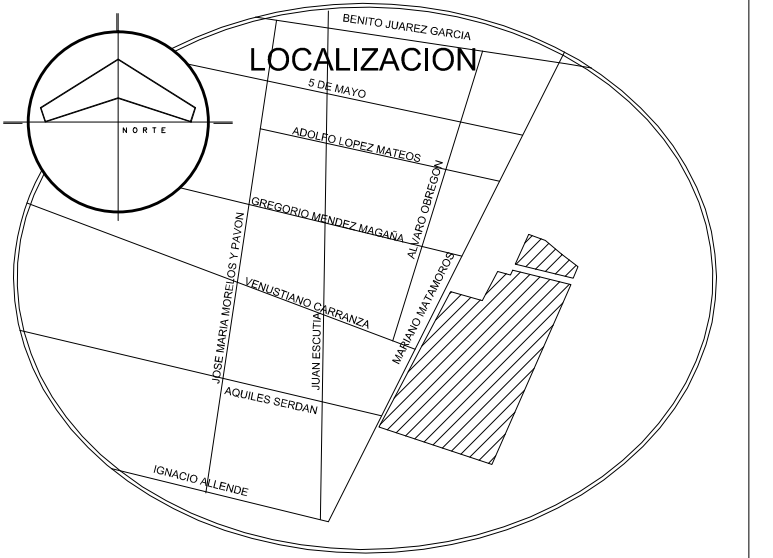 BENITO JUAREZ GARCIA
LOCALIZACION
5 DE MAYO
NORTE
ADOLFO LOPEZ MATEOS
ALVARO OBREGON
GREGORIO MENDEZ MAGAÑA
JOSE MARIA MORELOS Y PAVON
MARIANO MATAMOROS
VENUSTIANO CARRANZA
JUAN ESCUTIA
AQUILES SERDAN
IGNACIO ALLENDE